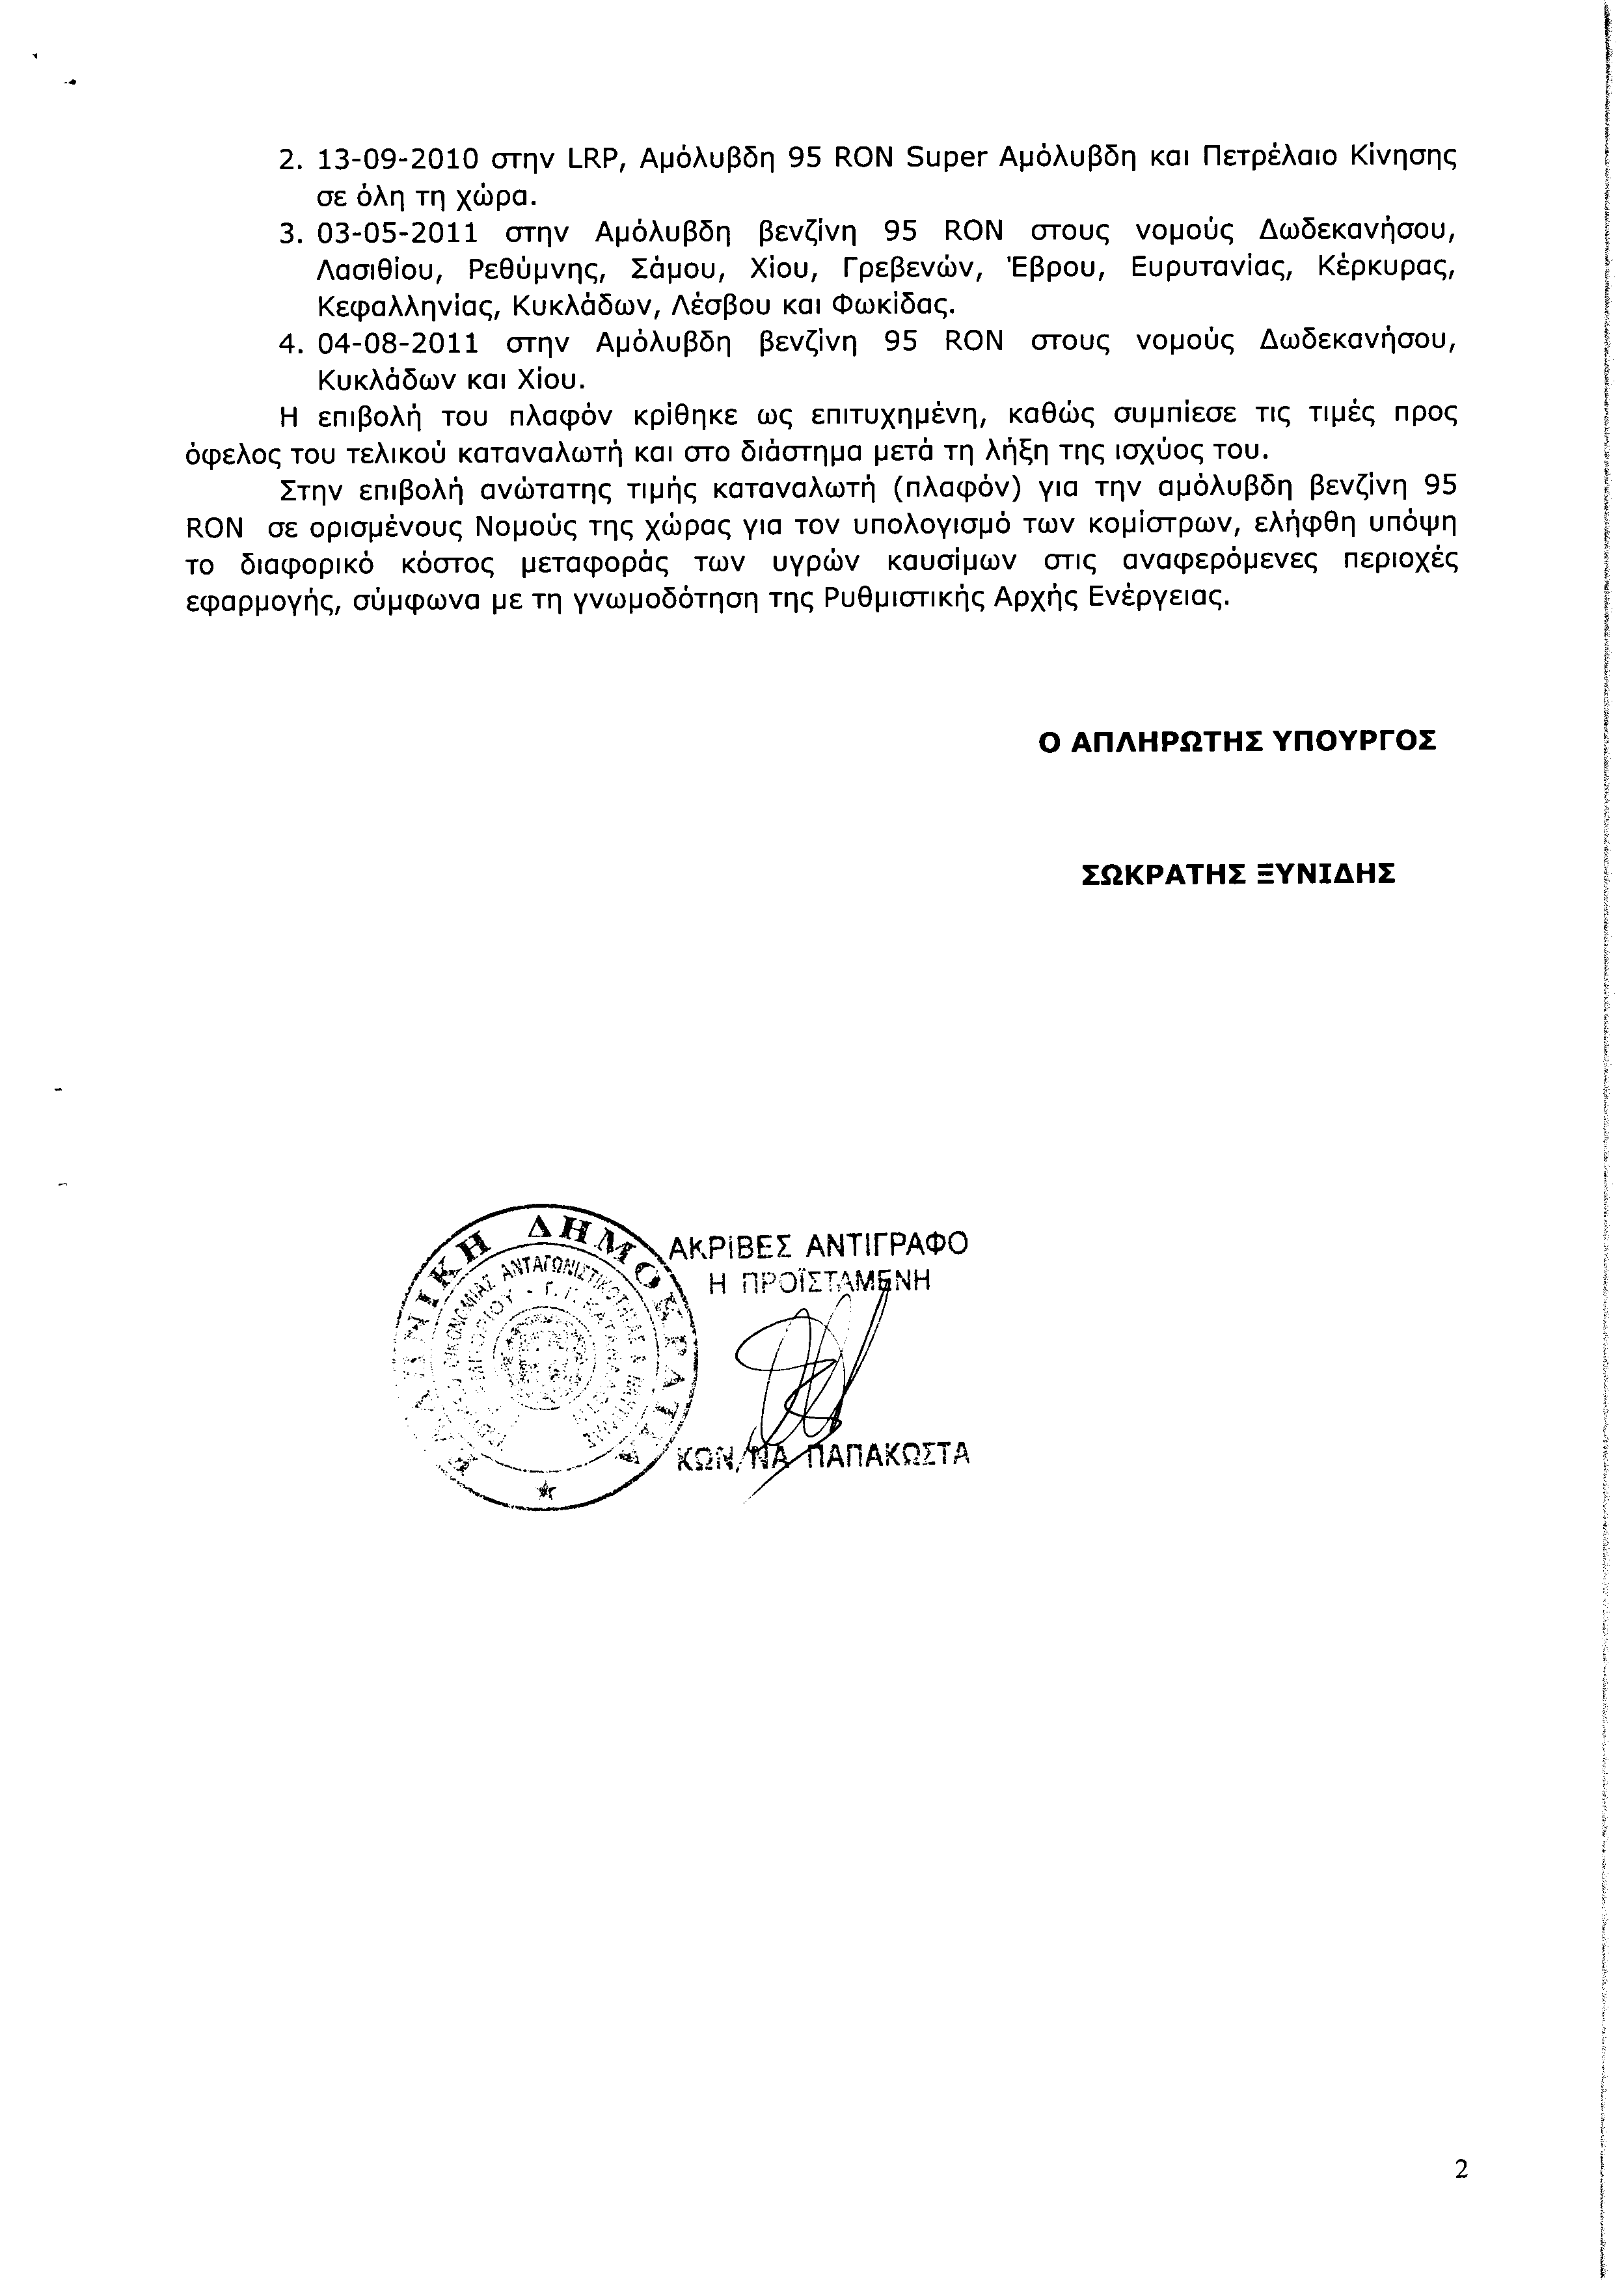 2. 13-09-2010 στην LRP, Αμόλυβδη 95 RON Super Αμόλυβδη και Πετρέλαιο Κίνησης
σε όλη τη χώρα.
3. 03-05-2011 στην Αμόλυβδη βενζίνη 95 RON στους νομούς Δωδεκανήσου,
Λασιθίου, Ρεθύμνης, Σάμου, Χίου, Γρεβενών, Έβρου, Ευρυτανίας, Κέρκυρας,
Κεφαλληνίας, Κυκλάδων, Λέσβου και Φωκίδας.
4. 04-08-2011 στην Αμόλυβδη βενζίνη 95 RON στους νομούς Δωδεκανήσου,
Κυκλάδων και Χίου.
Η επιβολή του πλαφόν κρίθηκε ως επιτυχημένη, καθώς συμπίεσε τις τιμές προς
όφελος του τελικού καταναλωτή και στο διάστημα μετά τη λήξη της ισχύος του.
Στην επιβολή ανώτατης τιμής καταναλωτή (πλαφόν) για την αμόλυβδη βενζίνη 95
RON σε ορισμένους Νομούς της χώρας για τον υπολογισμό των κομίστρων, ελήφθη υπόψη
το διαφορικό κόστος μεταφοράς των υγρών καυσίμων στις αναφερόμενες περιοχές
εφαρμογής, σύμφωνα με τη γνωμοδότηση της Ρυθμιστικής Αρχής Ενέργειας.
Ο ΑΠΛΗΡΩΤΗΣ ΥΠΟΥΡΓΟΣ
ΣΩΚΡΑΤΗΣ ΞΥΝΙΔΗΣ
ΕΛΛΗΝΙΚΗ ΔΗΜΟΚΡΑΤΙΑ
ΟΙΚΟΝΟΜΙΑΣ ΑΝΤΑΓΩΝΙΣΤΙΚΟΤΗΤΑΣ
ΑΚΡΙΒΕΣ ΑΝΤΙΓΡΑΦΟ
Η ΠΡΟΪΣΤΑΜΕΝΗ
ΚΩΝ/ΝΑ ΠΑΠΑΚΩΣΤΑ
2